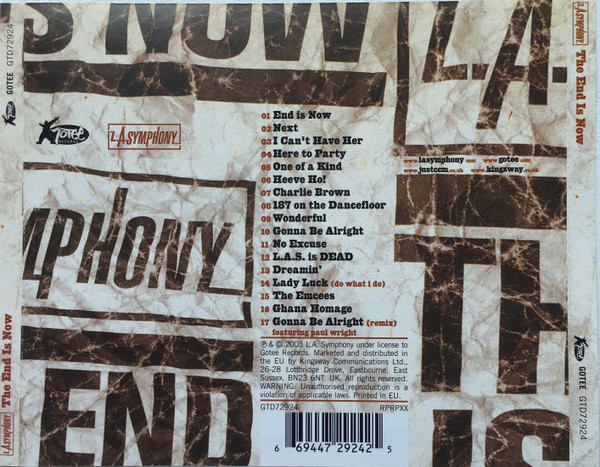 S NOW
L.A.
GOTEE GTD72924
Gotee
RECORDS
L.A.SYMPHONY
01 End is Now
02 Next
03 I Can't Have Her
04 Here to Party
05 One of a Kind
06 Heeve Ho!
07 Charlie Brown
08 187 on the Dancefloor
09 Wonderful
10 Gonna Be Alright
11 No Excuse
12 L.A.S. is DEAD
13 Dreamin'
14 Lady Luck (do what i do)
15 The Emcees
16 Ghana Homage
17 Gonna Be Alright (remix)
featuring paul wright
www.lasymphony.com www.gotee.com
www.justccm.co.uk www.kingsway.co.uk
MPHONY
END
TH
IS
℗ & © 2003 L.A. Symphony under license to
Gotee Records. Marketed and distributed in
the EU by Kingsway Communications Ltd.,
26-28 Lottbridge Drove, Eastbourne, East
Sussex, BN23 6NT. UK. All rights reserved.
WARNING: Unauthorised reproduction is a
violation of applicable laws. Printed in EU.
GTD72924 RPRPXX
6 69447 29242 5
L.A.SYMPHONY The End Is Now
L.A.SYMPHONY The End Is Now
GOTEE GTD72924